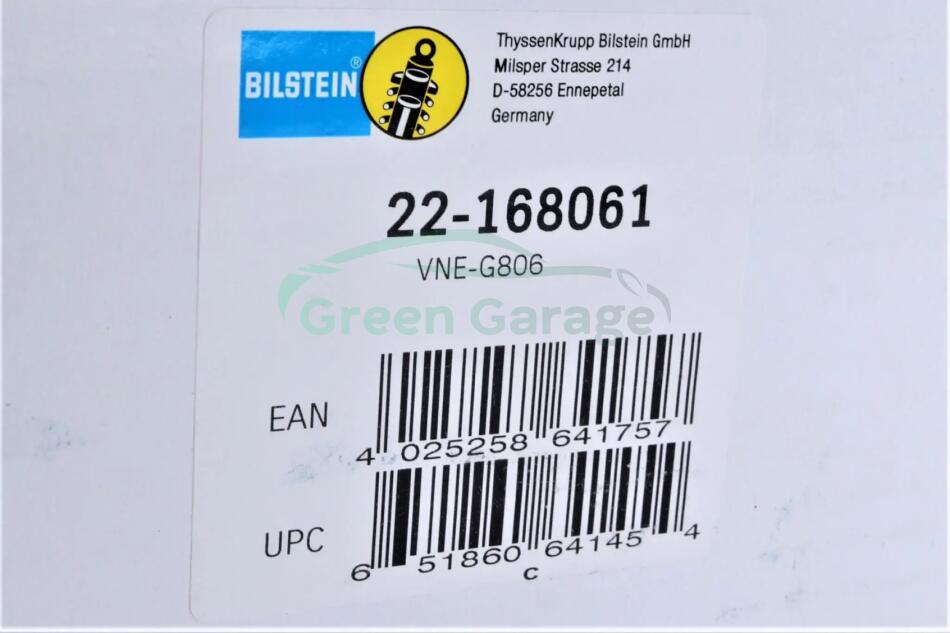 BILSTEIN®
ThyssenKrupp Bilstein GmbH
Milsper Strasse 214
D-58256 Ennepetal
Germany
22-168061
VNE-G806
Green Garage
EAN
4 025258 641757
UPC
6 51860 64145 4
C